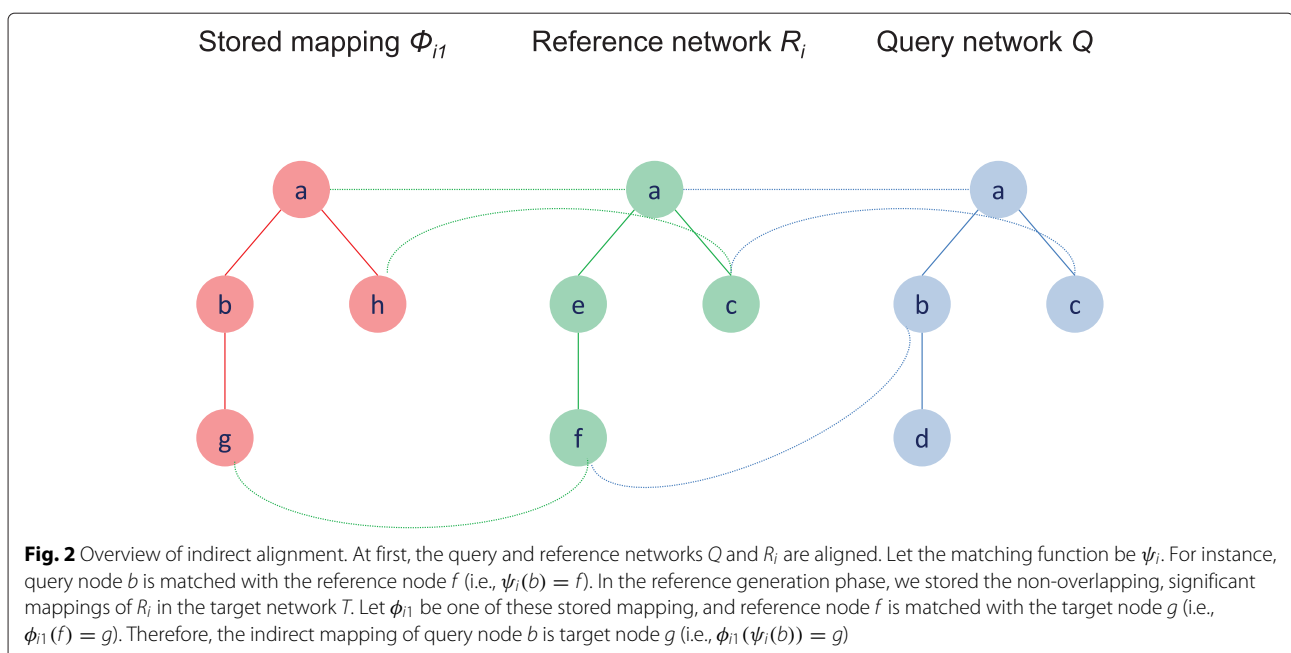 Stored mapping Φi1 Reference network Ri Query network Q
a a a
b h e c b c
g f d
Fig. 2 Overview of indirect alignment. At first, the query and reference networks Q and Ri are aligned. Let the matching function be ψi. For instance,
query node b is matched with the reference node f (i.e., ψi(b) = f). In the reference generation phase, we stored the non-overlapping, significant
mappings of Ri in the target network T. Let ϕi1 be one of these stored mapping, and reference node f is matched with the target node g (i.e.,
ϕi1(f) = g). Therefore, the indirect mapping of query node b is target node g (i.e., ϕi1(ψi(b)) = g)